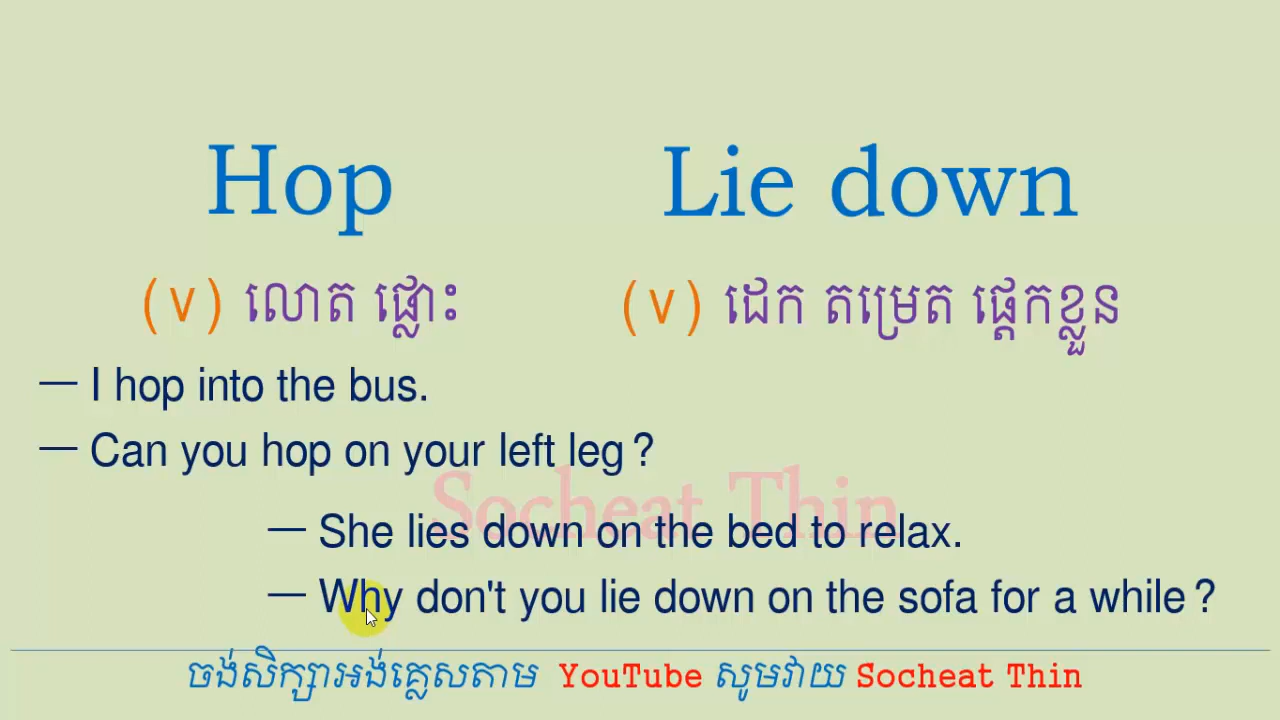 Hop
Lie down
(v) លោត ផ្លោះ
(v) ដេក តម្រេត ផ្តេកខ្លួន
— I hop into the bus.
— Can you hop on your left leg ?
Socheat Thin
— She lies down on the bed to relax.
— Why don't you lie down on the sofa for a while ?
ចង់សិក្សាអង់គ្លេសតាម YouTube សូមវាយ Socheat Thin